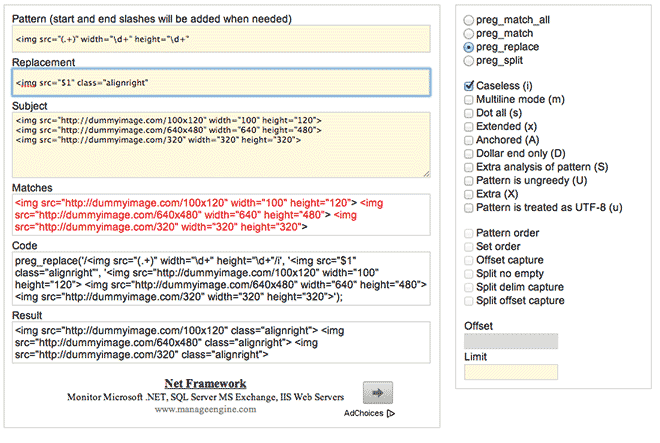 Pattern (start and end slashes will be added when needed)
<img src="(.+)" width="\d+" height="\d+"
Replacement
<img src="$1" class="alignright"
Subject
<img src="http://dummyimage.com/100x120" width="100" height="120">
<img src="http://dummyimage.com/640x480" width="640" height="480">
<img src="http://dummyimage.com/320" width="320" height="320">
Matches
<img src="http://dummyimage.com/100x120" width="100" height="120"> <img
src="http://dummyimage.com/640x480" width="640" height="480"> <img
src="http://dummyimage.com/320" width="320" height="320">
Code
preg_replace('/<img src="(.+)" width="\d+" height="\d+"/i', '<img src="$1"
class="alignright"', '<img src="http://dummyimage.com/100x120" width="100"
height="120"> <img src="http://dummyimage.com/640x480" width="640" height="480">
<img src="http://dummyimage.com/320" width="320" height="320">');
Result
<img src="http://dummyimage.com/100x120" class="alignright"> <img
src="http://dummyimage.com/640x480" class="alignright"> <img
src="http://dummyimage.com/320" class="alignright">
Net Framework
Monitor Microsoft .NET, SQL Server MS Exchange, IIS Web Servers
www.manageengine.com
AdChoices
preg_match_all
preg_match
preg_replace
preg_split
Caseless (i)
Multiline mode (m)
Dot all (s)
Extended (x)
Anchored (A)
Dollar end only (D)
Extra analysis of pattern (S)
Pattern is ungreedy (U)
Extra (X)
Pattern is treated as UTF-8 (u)
Pattern order
Set order
Offset capture
Split no empty
Split delim capture
Split offset capture
Offset
Limit